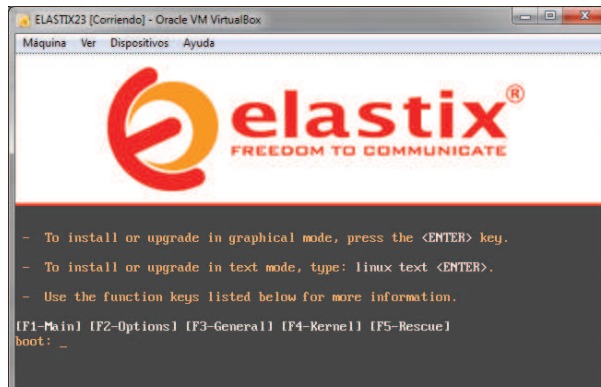 ELASTIX23 [Corriendo] - Oracle VM VirtualBox
Máquina Ver Dispositivos Ayuda
elastix®
FREEDOM TO COMMUNICATE
- To install or upgrade in graphical mode, press the <ENTER> key.
- To install or upgrade in text mode, type: linux text <ENTER>.
- Use the function keys listed below for more information.
[F1-Main] [F2-Options] [F3-General] [F4-Kernel] [F5-Rescue]
boot: _